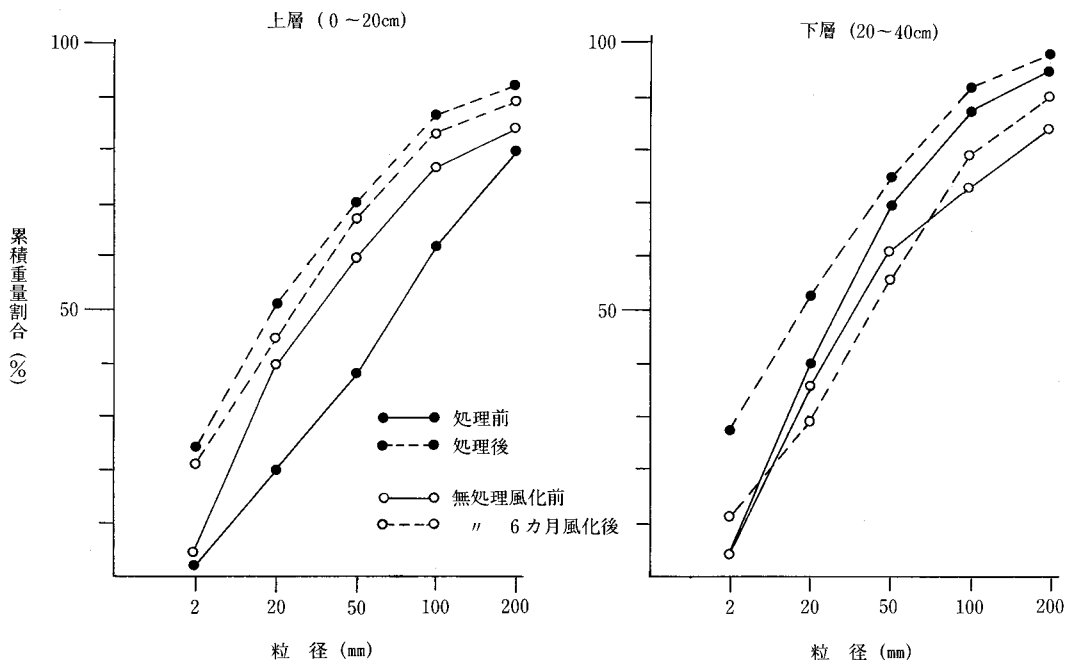 上層 (0~20cm)
100
50
累積重量割合 (%)
処理前
処理後
無処理風化前
〃 6カ月風化後
2 20 50 100 200
粒 径 (mm)
下層 (20~40cm)
100
50
2 20 50 100 200
粒 径 (mm)